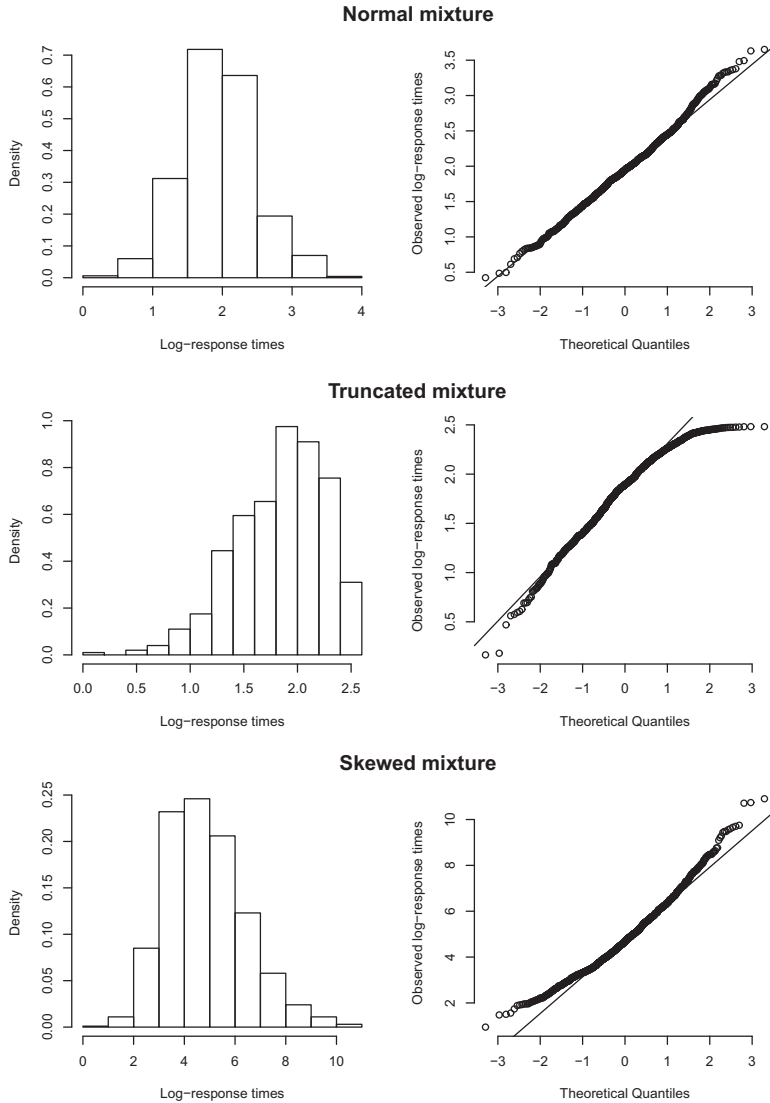 Normal mixture
Density
0.0 0.1 0.2 0.3 0.4 0.5 0.6 0.7
0 1 2 3 4
Log−response times
Observed log−response times
0.5 1.0 1.5 2.0 2.5 3.0 3.5
−3 −2 −1 0 1 2 3
Theoretical Quantiles
Truncated mixture
Density
0.0 0.2 0.4 0.6 0.8 1.0
0.0 0.5 1.0 1.5 2.0 2.5
Log−response times
Observed log−response times
0.5 1.0 1.5 2.0 2.5
−3 −2 −1 0 1 2 3
Theoretical Quantiles
Skewed mixture
Density
0.00 0.05 0.10 0.15 0.20 0.25
0 2 4 6 8 10
Log−response times
Observed log−response times
2 4 6 8 10
−3 −2 −1 0 1 2 3
Theoretical Quantiles